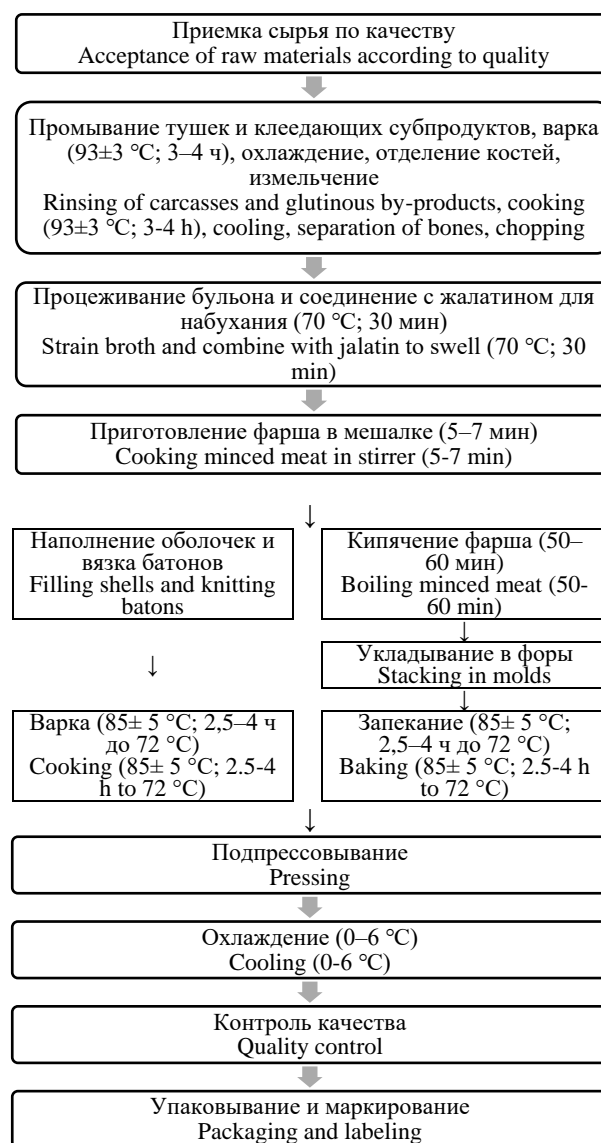 Приемка сырья по качеству
Acceptance of raw materials according to quality
Промывание тушек и клеедающих субпродуктов, варка
(93±3 °С; 3–4 ч), охлаждение, отделение костей,
измельчение
Rinsing of carcasses and glutinous by-products, cooking
(93±3 °С; 3-4 h), cooling, separation of bones, chopping
Процеживание бульона и соединение с жалатином для
набухания (70 °С; 30 мин)
Strain broth and combine with jalatin to swell (70 °С; 30
min)
Приготовление фарша в мешалке (5–7 мин)
Cooking minced meat in stirrer (5-7 min)
↓
Наполнение оболочек и
вязка батонов
Filling shells and knitting
batons
↓
Варка (85± 5 °С; 2,5–4 ч
до 72 °С)
Cooking (85± 5 °С; 2.5-4
h to 72 °С)
Кипячение фарша (50–
60 мин)
Boiling minced meat (50-
60 min)
↓
Укладывание в форы
Stacking in molds
↓
Запекание (85± 5 °С;
2,5–4 ч до 72 °С)
Baking (85± 5 °С; 2.5-4 h
to 72 °С)
↓
Подпрессовывание
Pressing
Охлаждение (0–6 °С)
Cooling (0-6 °С)
Контроль качества
Quality control
Упаковывание и маркирование
Packaging and labeling